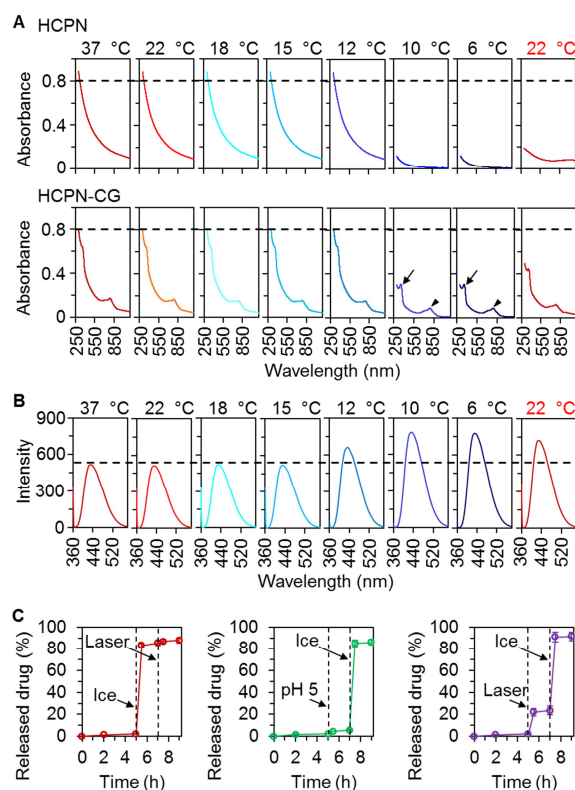 A HCPN
37 °C 22 °C 18 °C 15 °C 12 °C 10 °C 6 °C 22 °C
Absorbance
0.8
0.4
0
HCPN-CG
Absorbance
0.8
0.4
0
250 550 850 250 550 850 250 550 850 250 550 850 250 550 850 250 550 850 250 550 850 250 550 850
Wavelength (nm)
B
37 °C 22 °C 18 °C 15 °C 12 °C 10 °C 6 °C 22 °C
Intensity
900
600
300
0
360 440 520 360 440 520 360 440 520 360 440 520 360 440 520 360 440 520 360 440 520 360 440 520
Wavelength (nm)
C
Released drug (%)
100
80
60
40
20
0
Laser
Ice
0 2 4 6 8
Time (h)
Released drug (%)
100
80
60
40
20
0
Ice
pH 5
0 2 4 6 8
Time (h)
Released drug (%)
100
80
60
40
20
0
Ice
Laser
0 2 4 6 8
Time (h)